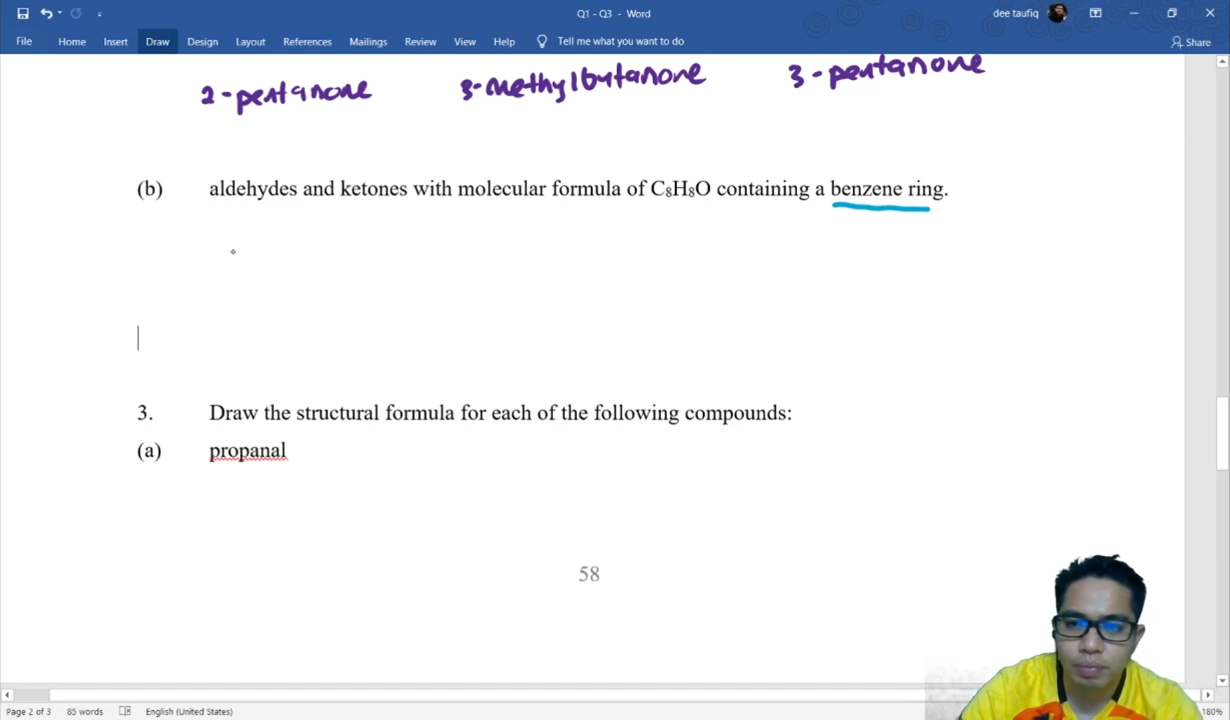 Q1 - Q3 - Word
dee taufiq
File Home Insert Draw Design Layout References Mailings Review View Help Tell me what you want to do Share
2-pentanone 3-methylbutanone 3-pentanone
(b) aldehydes and ketones with molecular formula of C₈H₈O containing a benzene ring.
3. Draw the structural formula for each of the following compounds:
(a) propanal
58
Page 2 of 3 85 words English (United States) 180%